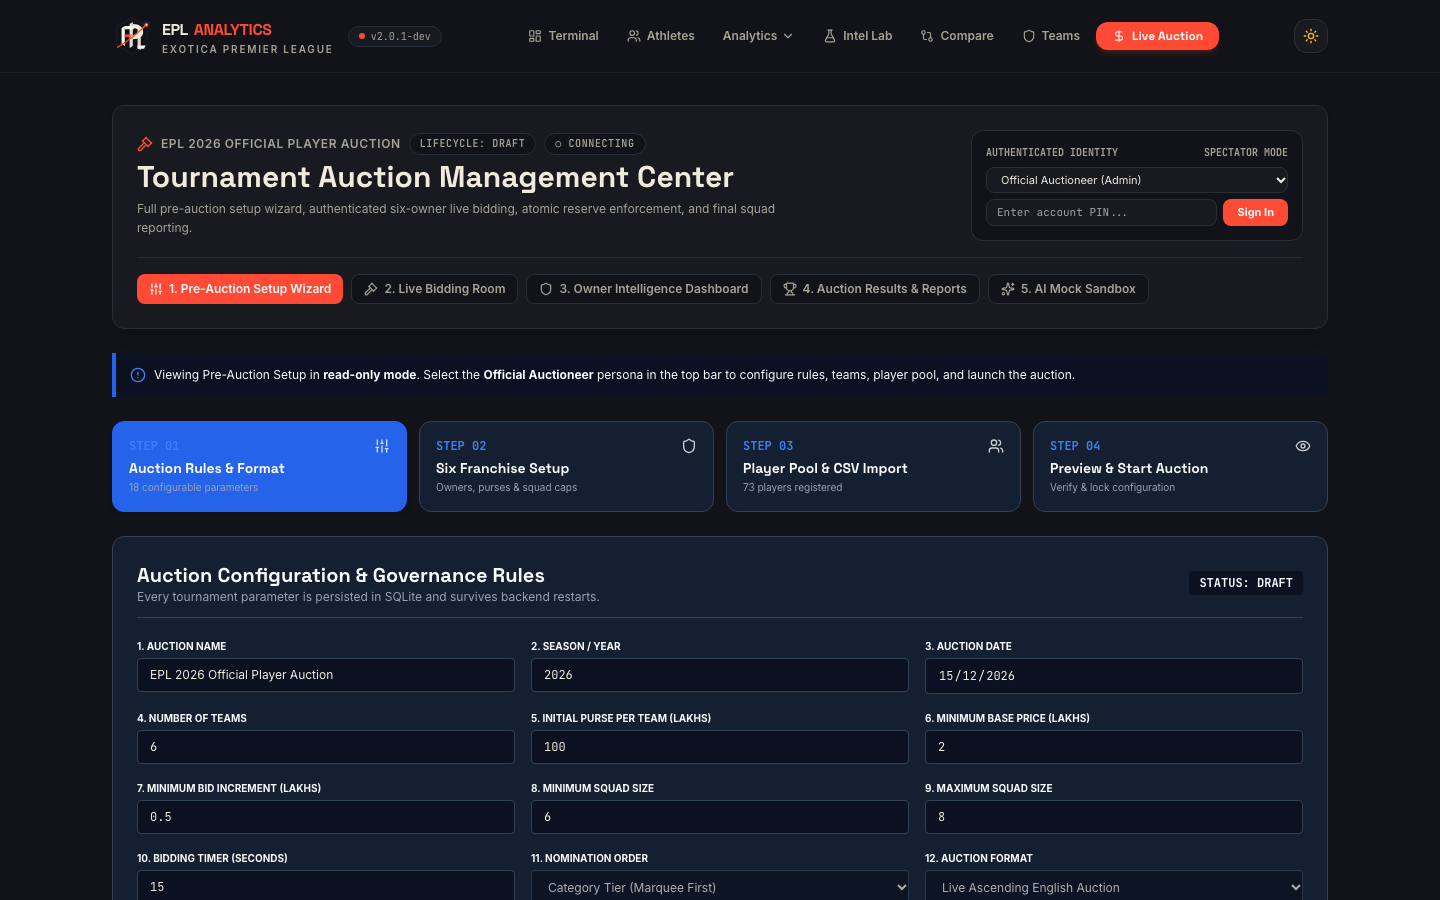 EPL ANALYTICS
EXOTICA PREMIER LEAGUE
v2.0.1-dev
Terminal
Athletes
Analytics
Intel Lab
Compare
Teams
Live Auction
EPL 2026 OFFICIAL PLAYER AUCTION
LIFECYCLE: DRAFT
○ CONNECTING
Tournament Auction Management Center
Full pre-auction setup wizard, authenticated six-owner live bidding, atomic reserve enforcement, and final squad
reporting.
AUTHENTICATED IDENTITY
SPECTATOR MODE
Official Auctioneer (Admin)
Enter account PIN...
Sign In
1. Pre-Auction Setup Wizard
2. Live Bidding Room
3. Owner Intelligence Dashboard
4. Auction Results & Reports
5. AI Mock Sandbox
Viewing Pre-Auction Setup in read-only mode. Select the Official Auctioneer persona in the top bar to configure rules, teams, player pool, and launch the auction.
STEP 01
Auction Rules & Format
18 configurable parameters
STEP 02
Six Franchise Setup
Owners, purses & squad caps
STEP 03
Player Pool & CSV Import
73 players registered
STEP 04
Preview & Start Auction
Verify & lock configuration
Auction Configuration & Governance Rules
Every tournament parameter is persisted in SQLite and survives backend restarts.
STATUS: DRAFT
1. AUCTION NAME
EPL 2026 Official Player Auction
2. SEASON / YEAR
2026
3. AUCTION DATE
15/12/2026
4. NUMBER OF TEAMS
6
5. INITIAL PURSE PER TEAM (LAKHS)
100
6. MINIMUM BASE PRICE (LAKHS)
2
7. MINIMUM BID INCREMENT (LAKHS)
0.5
8. MINIMUM SQUAD SIZE
6
9. MAXIMUM SQUAD SIZE
8
10. BIDDING TIMER (SECONDS)
15
11. NOMINATION ORDER
Category Tier (Marquee First)
12. AUCTION FORMAT
Live Ascending English Auction